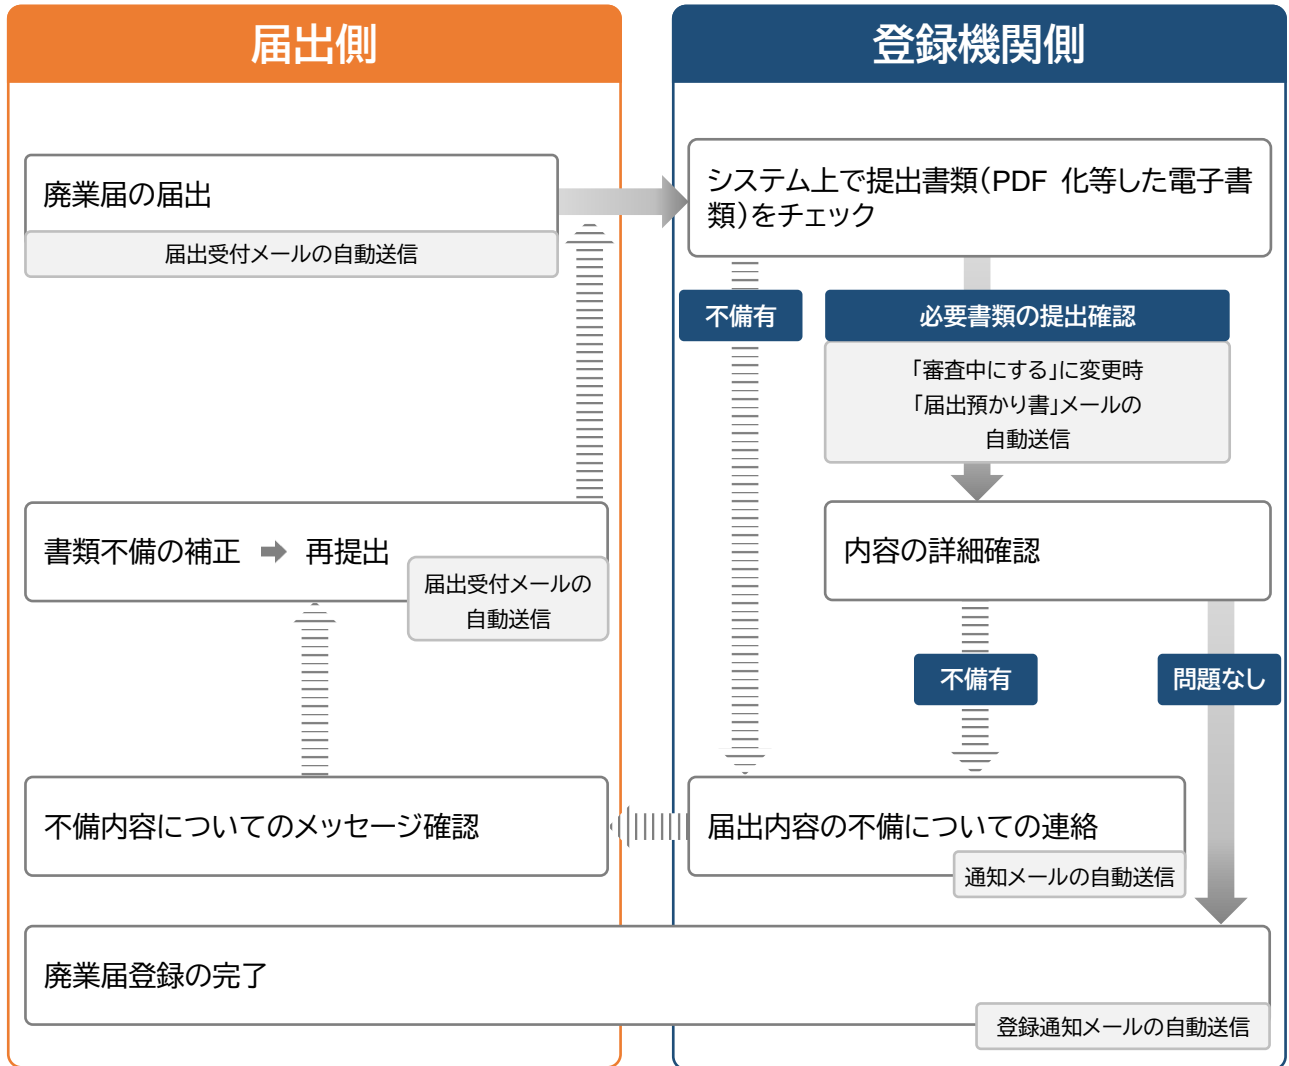 届出側
登録機関側
廃業届の届出
届出受付メールの自動送信
システム上で提出書類（PDF 化等した電子書
類）をチェック
不備有
必要書類の提出確認
「審査中にする」に変更時
「届出預かり書」メールの
自動送信
書類不備の補正 ➡ 再提出
届出受付メールの
自動送信
内容の詳細確認
不備有
問題なし
不備内容についてのメッセージ確認
届出内容の不備についての連絡
通知メールの自動送信
廃業届登録の完了
登録通知メールの自動送信